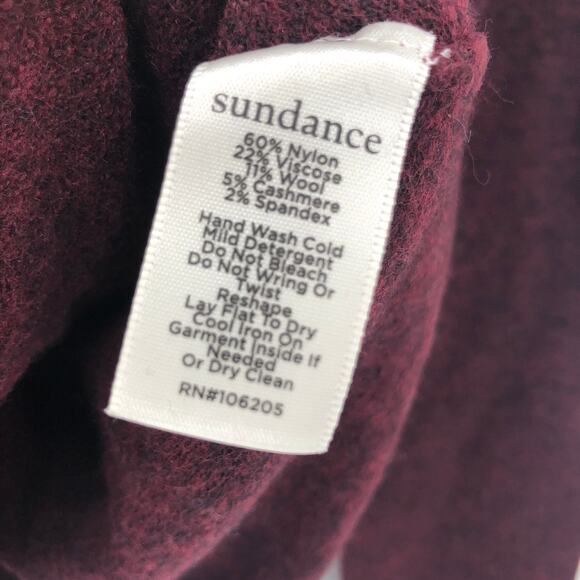 sundance
60% Nylon
22% Viscose
11% Wool
5% Cashmere
2% Spandex
Hand Wash Cold
Mild Detergent
Do Not Bleach
Do Not Wring Or
Twist
Reshape
Lay Flat To Dry
Cool Iron On
Garment Inside If
Needed
Or Dry Clean
RN#106205